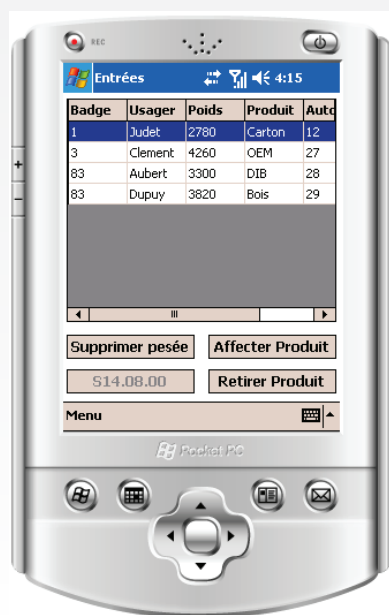 REC
Entrées 4:15
Badge Usager Poids Produit Auto
1 Judet 2780 Carton 12
3 Clement 4260 OEM 27
83 Aubert 3300 DIB 28
83 Dupuy 3820 Bois 29
Supprimer pesée Affecter Produit
S14.08.00 Retirer Produit
Menu
Pocket PC